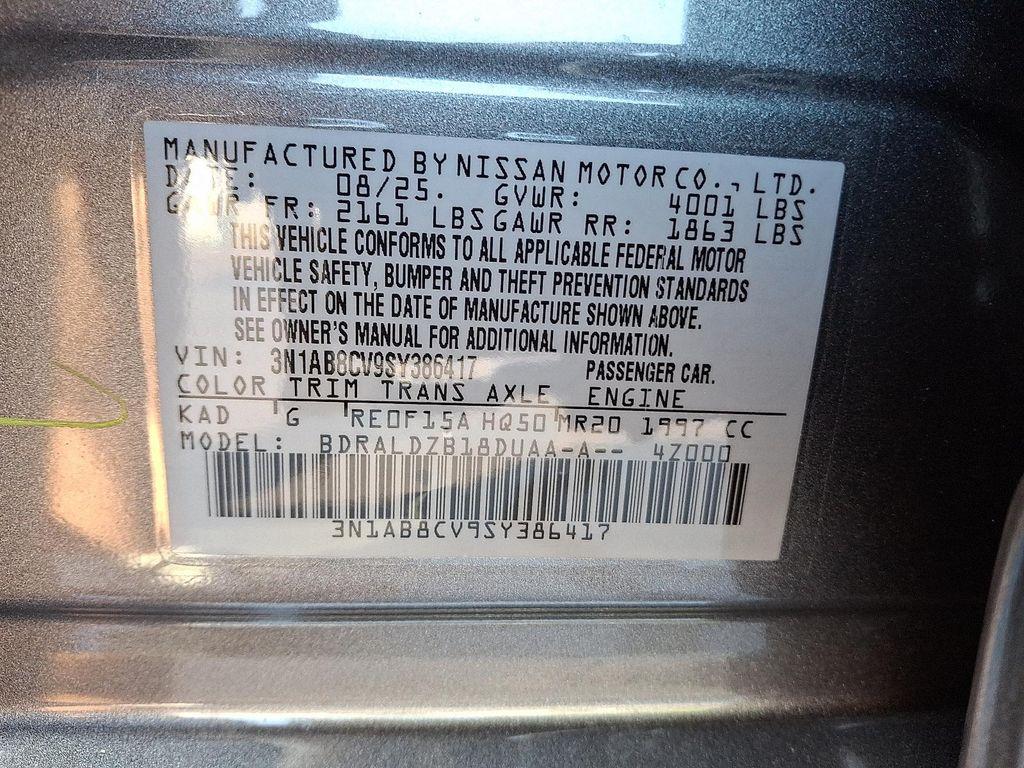 MANUFACTURED BY NISSAN MOTOR CO., LTD.
DATE: 08/25. GVWR: 4001 LBS
GAWR FR: 2161 LBS GAWR RR: 1863 LBS
THIS VEHICLE CONFORMS TO ALL APPLICABLE FEDERAL MOTOR
VEHICLE SAFETY, BUMPER AND THEFT PREVENTION STANDARDS
IN EFFECT ON THE DATE OF MANUFACTURE SHOWN ABOVE.
SEE OWNER'S MANUAL FOR ADDITIONAL INFORMATION.
VIN: 3N1AB8CV9SY386417 PASSENGER CAR.
COLOR TRIM TRANS AXLE ENGINE
KAD G RE0F15A HQ50 MR20 1997 CC
MODEL: BDRALDZB18DUAA-A-- 4Z000
3N1AB8CV9SY386417